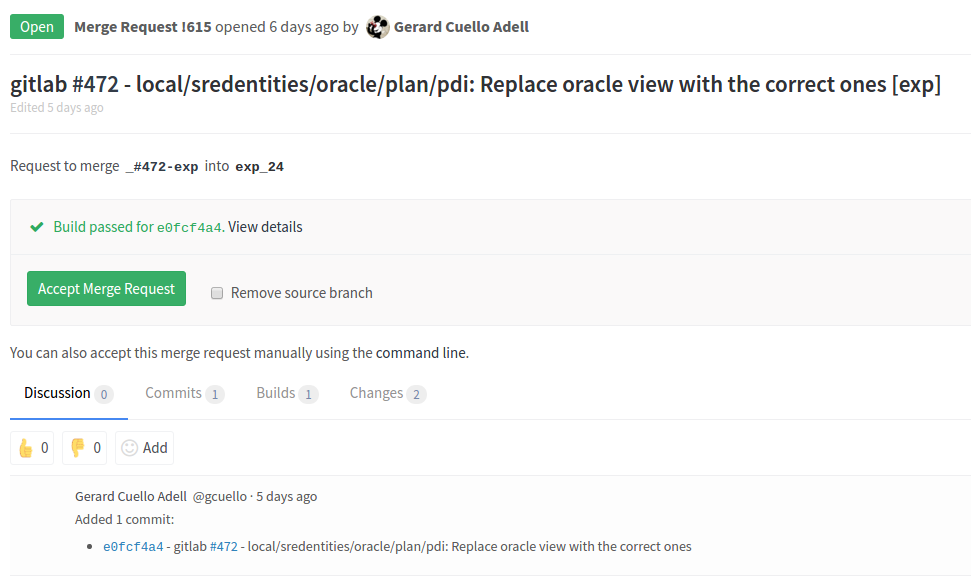 Open Merge Request !615 opened 6 days ago by Gerard Cuello Adell
gitlab #472 - local/sredentities/oracle/plan/pdi: Replace oracle view with the correct ones [exp]
Edited 5 days ago
Request to merge _#472-exp into exp_24
Build passed for e0fcf4a4. View details
Accept Merge Request Remove source branch
You can also accept this merge request manually using the command line.
Discussion 0 Commits 1 Builds 1 Changes 2
0 0 Add
Gerard Cuello Adell @gcuello · 5 days ago
Added 1 commit:
• e0fcf4a4 - gitlab #472 - local/sredentities/oracle/plan/pdi: Replace oracle view with the correct ones